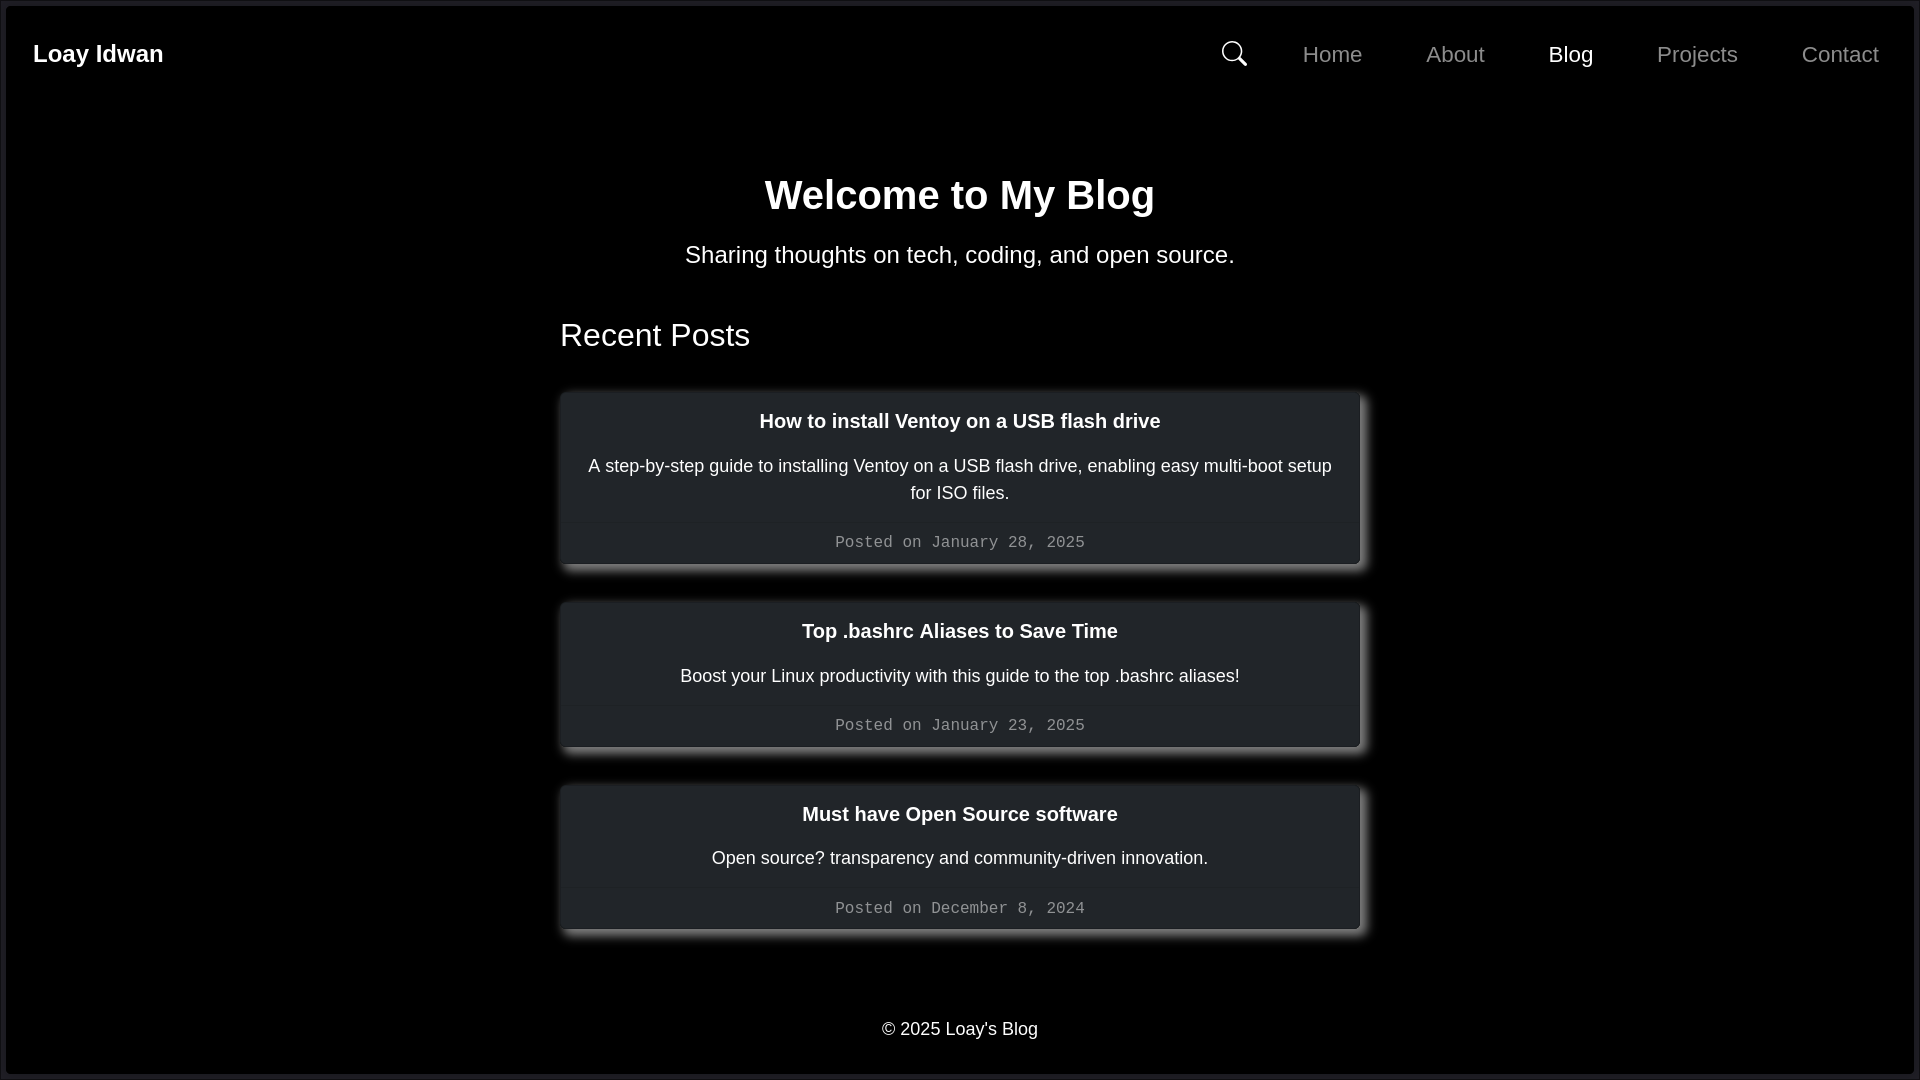 Loay Idwan
Home About Blog Projects Contact
Welcome to My Blog
Sharing thoughts on tech, coding, and open source.
Recent Posts
How to install Ventoy on a USB flash drive
A step-by-step guide to installing Ventoy on a USB flash drive, enabling easy multi-boot setup
for ISO files.
Posted on January 28, 2025
Top .bashrc Aliases to Save Time
Boost your Linux productivity with this guide to the top .bashrc aliases!
Posted on January 23, 2025
Must have Open Source software
Open source? transparency and community-driven innovation.
Posted on December 8, 2024
© 2025 Loay's Blog